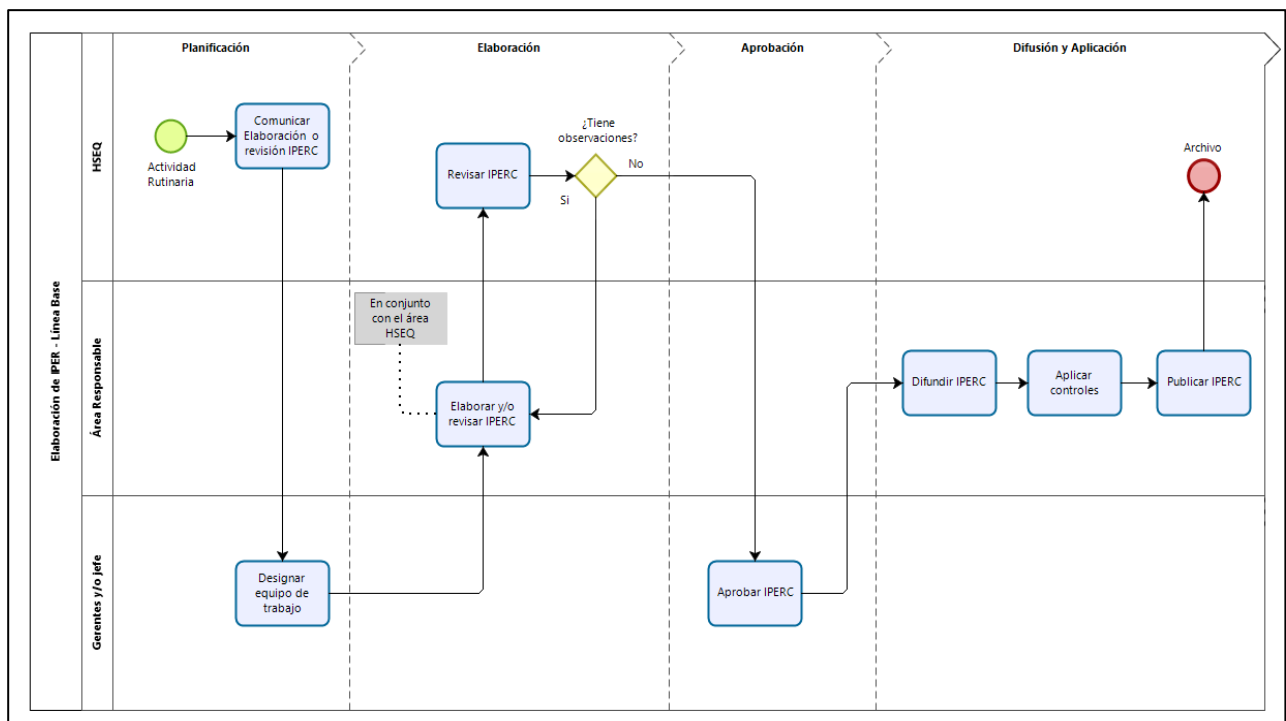 Planificación
Elaboración
Aprobación
Difusión y Aplicación
Elaboración de IPER - Línea Base
HSEQ
Actividad
Rutinaria
Comunicar
Elaboración o
revisión IPERC
Revisar IPERC
¿Tiene
observaciones?
No
Si
Archivo
Área Responsable
En conjunto
con el área
HSEQ
Elaborar y/o
revisar IPERC
Difundir IPERC
Aplicar
controles
Publicar IPERC
Gerentes y/o jefe
Designar
equipo de
trabajo
Aprobar IPERC